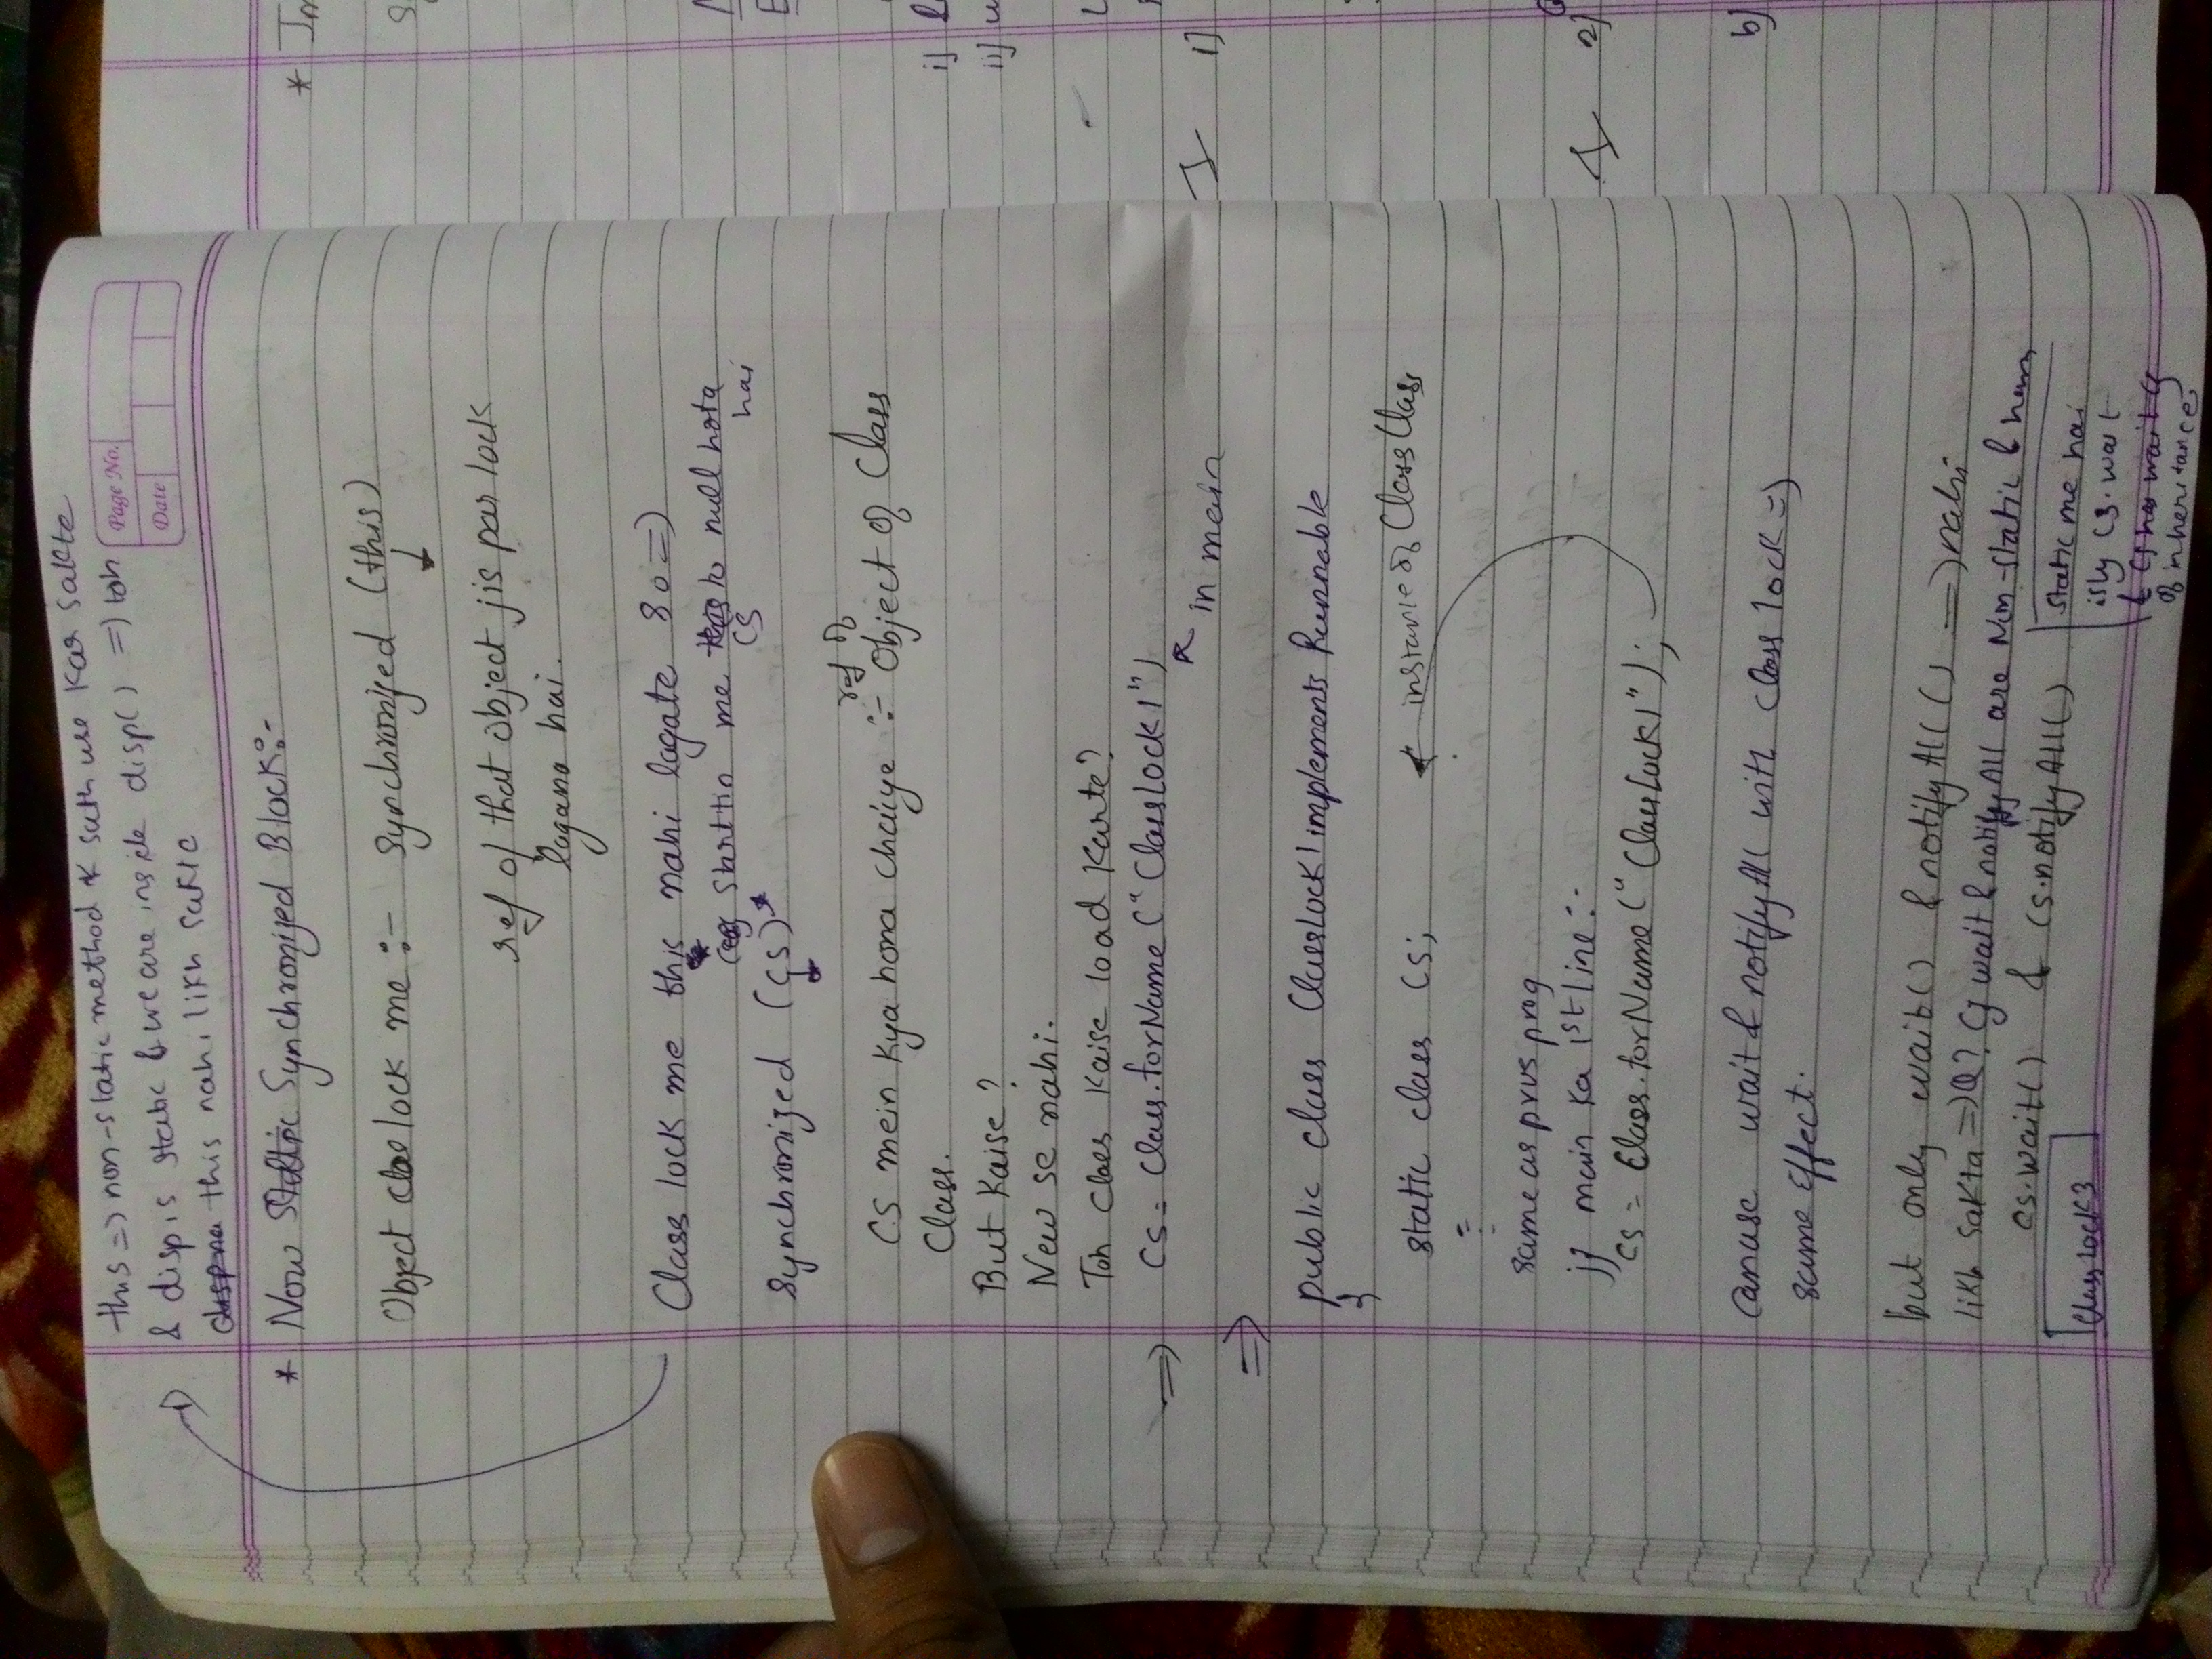 this => non-static method k sath use kar sakte
& disp is static & we are inside disp() => toh
this nahi likh sakte
Page No.
Date
* Now Static Synchronized Block:-
Object lock me :- Synchronized (this)
ref of that object jis par lock
lagana hai.
Class lock me this nahi lagate so =>
coz startin me to null hota
CS hai
Synchronized (CS)*
ref of
CS mein kya hona chaiye :- Object of Class
Class.
But kaise ?
New se nahi.
Toh class kaise load karte?
=> CS = Class.forName ("ClassLock1")
in main
=>
public class ClassLock1 implements Runnable
{
static class CS; ← instance of Class Class
same as prvs prog
jf main ka 1st line :-
CS = Class.forName ("ClassLock1");
can use wait & notifyAll with class lock =>
same Effect.
but only wait() & notifyAll() => nahi
likh sakta => Q? Cz wait & notifyAll are Non-static & hum
CS.wait() & CS.notifyAll()
static me hai
isly CS.wait
& CS has wait cz
of inheritance
Class Lock3
* Im
i]
ii]
1]
2]
b]